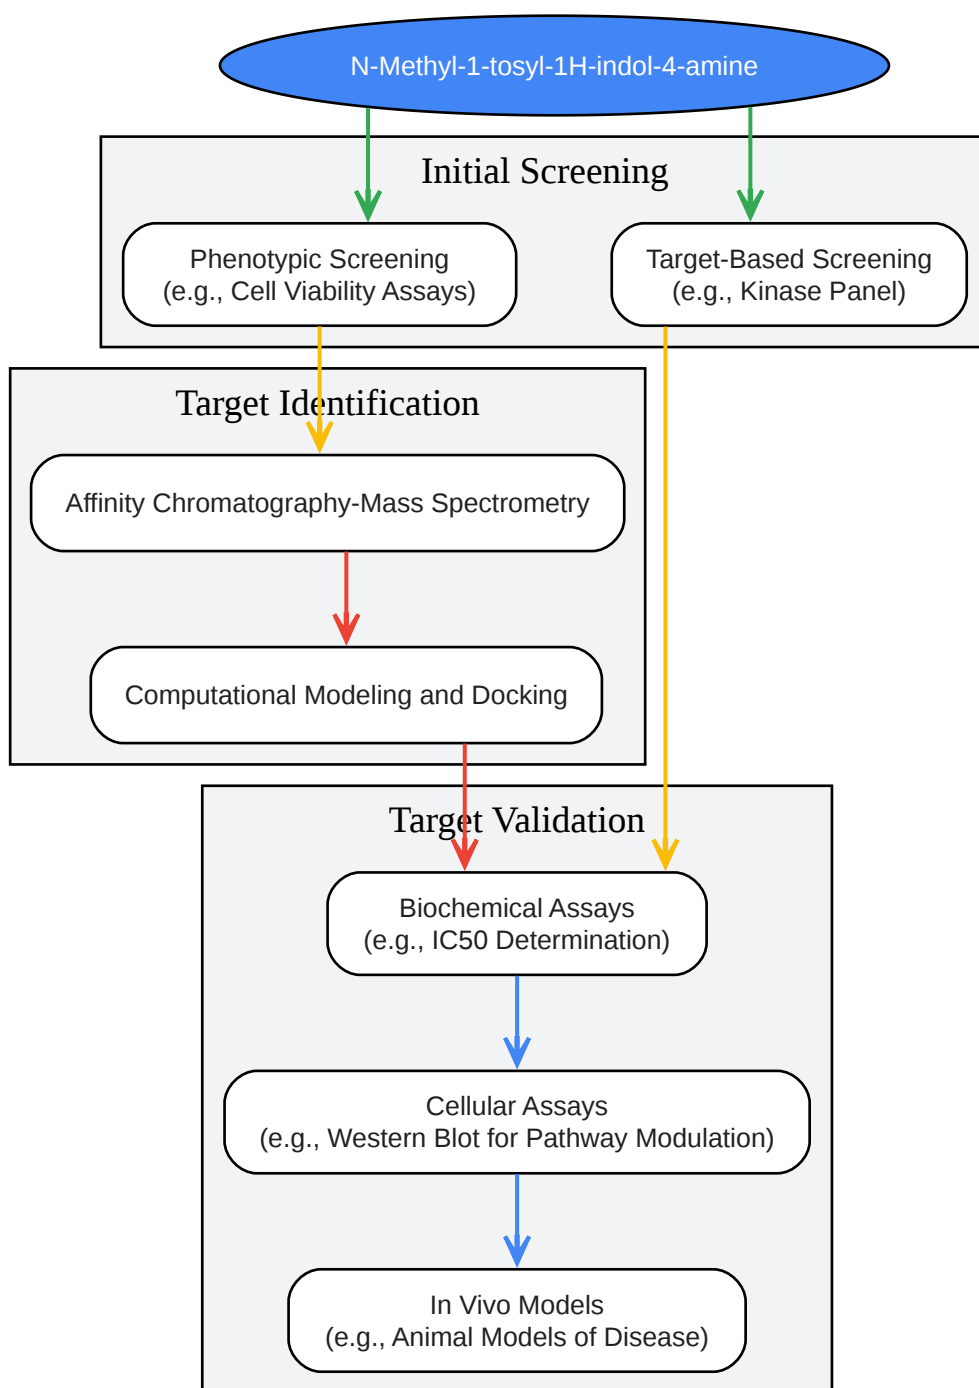 N-Methyl-1-tosyl-1H-indol-4-amine
Initial Screening
Phenotypic Screening
(e.g., Cell Viability Assays)
Target-Based Screening
(e.g., Kinase Panel)
Target Identification
Affinity Chromatography-Mass Spectrometry
Computational Modeling and Docking
Target Validation
Biochemical Assays
(e.g., IC50 Determination)
Cellular Assays
(e.g., Western Blot for Pathway Modulation)
In Vivo Models
(e.g., Animal Models of Disease)